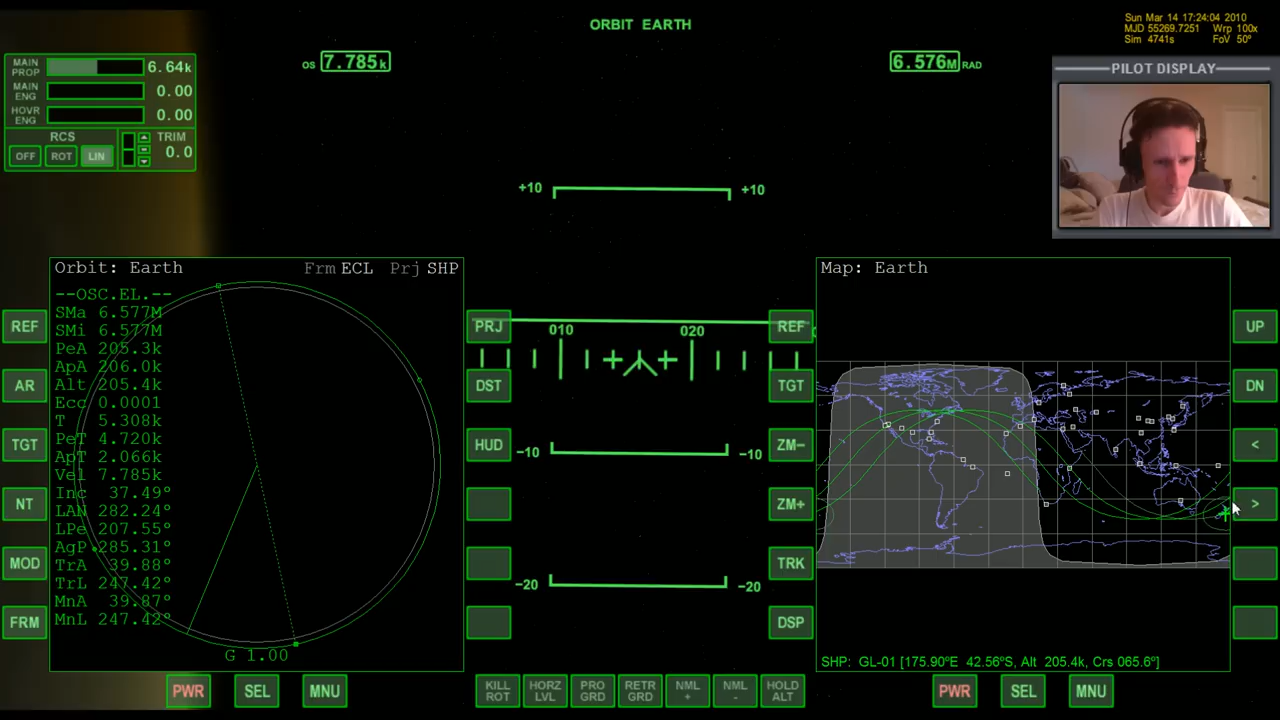 ORBIT EARTH
Sun Mar 14 17:24:04 2010
MJD 55269.7251 Wrp 100x
Sim 4741s FoV 50°
MAIN PROP 6.64k
MAIN ENG 0.00
HOVR ENG 0.00
RCS TRIM
OFF ROT LIN 0.0
OS 7.785k
6.576M RAD
PILOT DISPLAY
+10 +10
Orbit: Earth Frm ECL Prj SHP
--OSC.EL.--
SMa 6.577M
SMi 6.577M
PeA 205.3k
ApA 206.0k
Alt 205.4k
Ecc 0.0001
T 5.308k
PeT 4.720k
ApT 2.066k
Vel 7.785k
Inc 37.49°
LAN 282.24°
LPe 207.55°
AgP 285.31°
TrA 39.88°
TrL 247.42°
MnA 39.87°
MnL 247.42°
G 1.00
REF
AR
TGT
NT
MOD
FRM
PRJ
DST
HUD
PWR SEL MNU
010 020
-10 -10
-20 -20
KILL ROT
HORZ LVL
PRO GRD
RETR GRD
NML +
NML -
HOLD ALT
Map: Earth
REF
TGT
ZM-
ZM+
TRK
DSP
UP
DN
<
>
SHP: GL-01 [175.90°E 42.56°S, Alt 205.4k, Crs 065.6°]
PWR SEL MNU